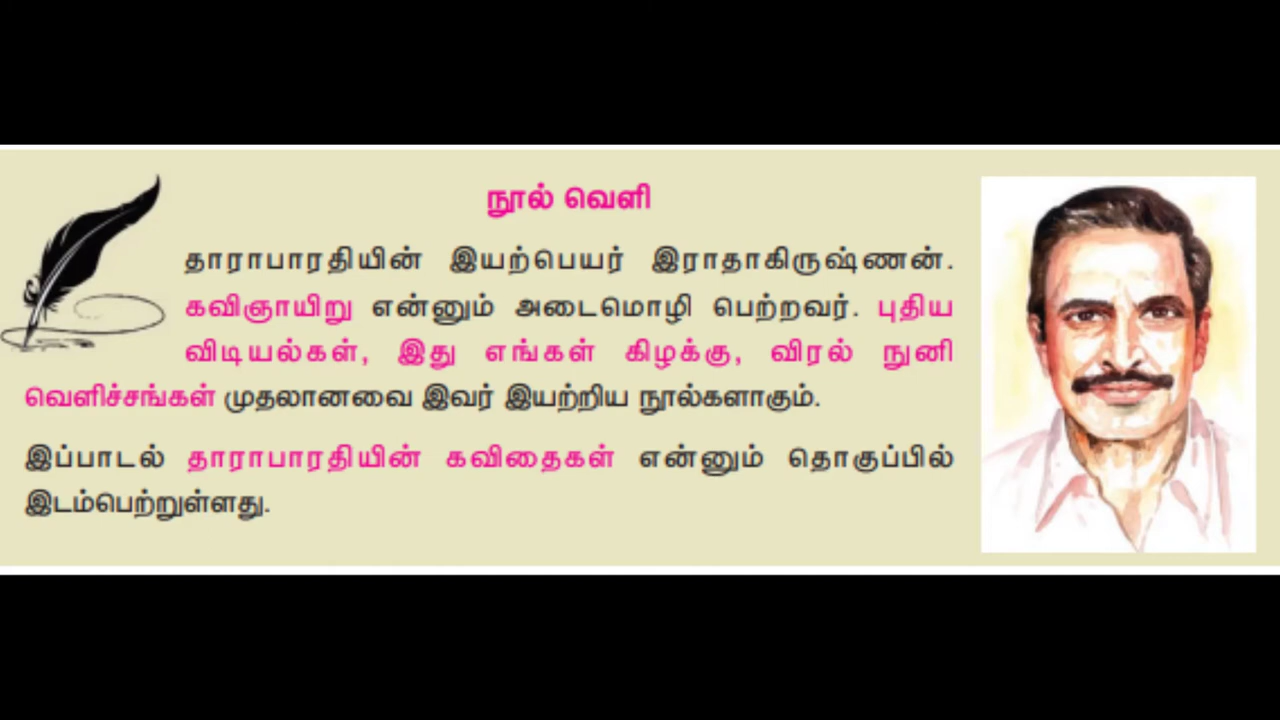 நூல் வெளி
தாராபாரதியின் இயற்பெயர் இராதாகிருஷ்ணன்.
கவிஞாயிறு என்னும் அடைமொழி பெற்றவர். புதிய
விடியல்கள், இது எங்கள் கிழக்கு, விரல் நுனி
வெளிச்சங்கள் முதலானவை இவர் இயற்றிய நூல்களாகும்.
இப்பாடல் தாராபாரதியின் கவிதைகள் என்னும் தொகுப்பில்
இடம்பெற்றுள்ளது.